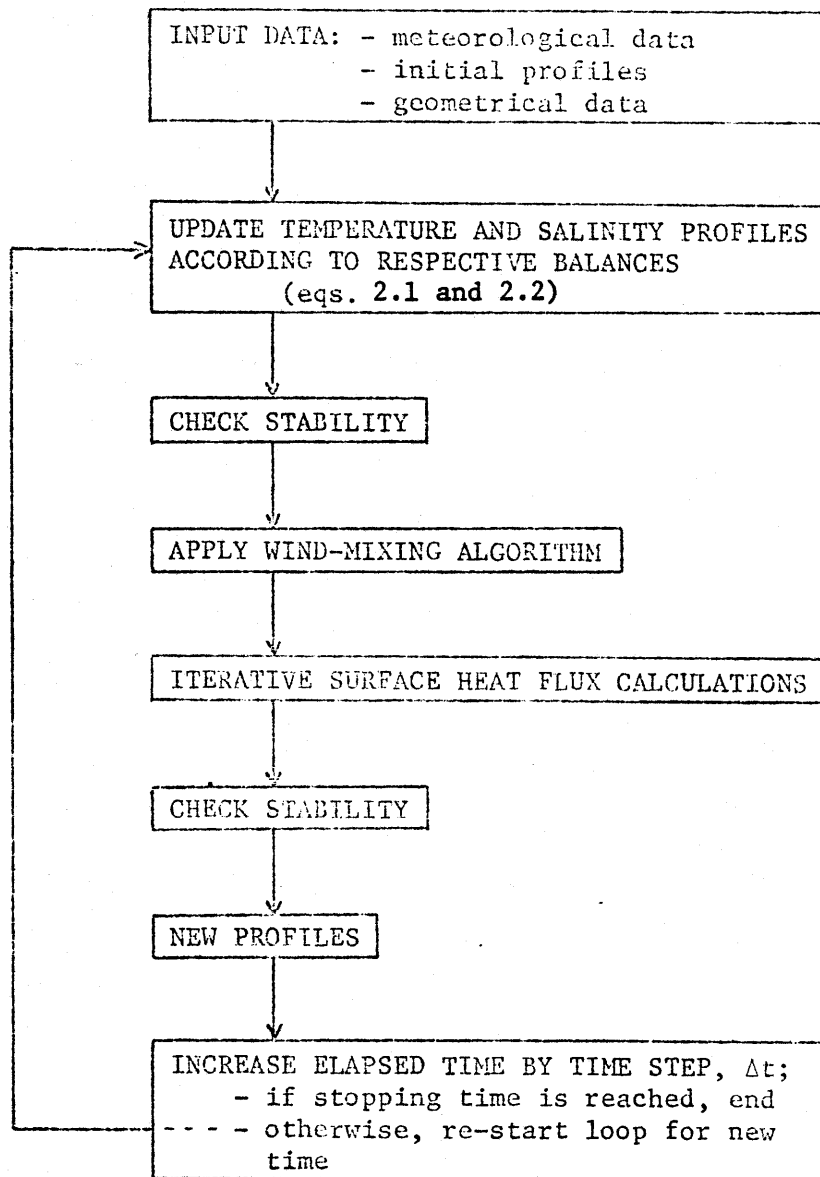 INPUT DATA: - meteorological data
- initial profiles
- geometrical data
UPDATE TEMPERATURE AND SALINITY PROFILES
ACCORDING TO RESPECTIVE BALANCES
(eqs. 2.1 and 2.2)
CHECK STABILITY
APPLY WIND-MIXING ALGORITHM
ITERATIVE SURFACE HEAT FLUX CALCULATIONS
CHECK STABILITY
NEW PROFILES
INCREASE ELAPSED TIME BY TIME STEP, Δt;
- if stopping time is reached, end
- otherwise, re-start loop for new
time